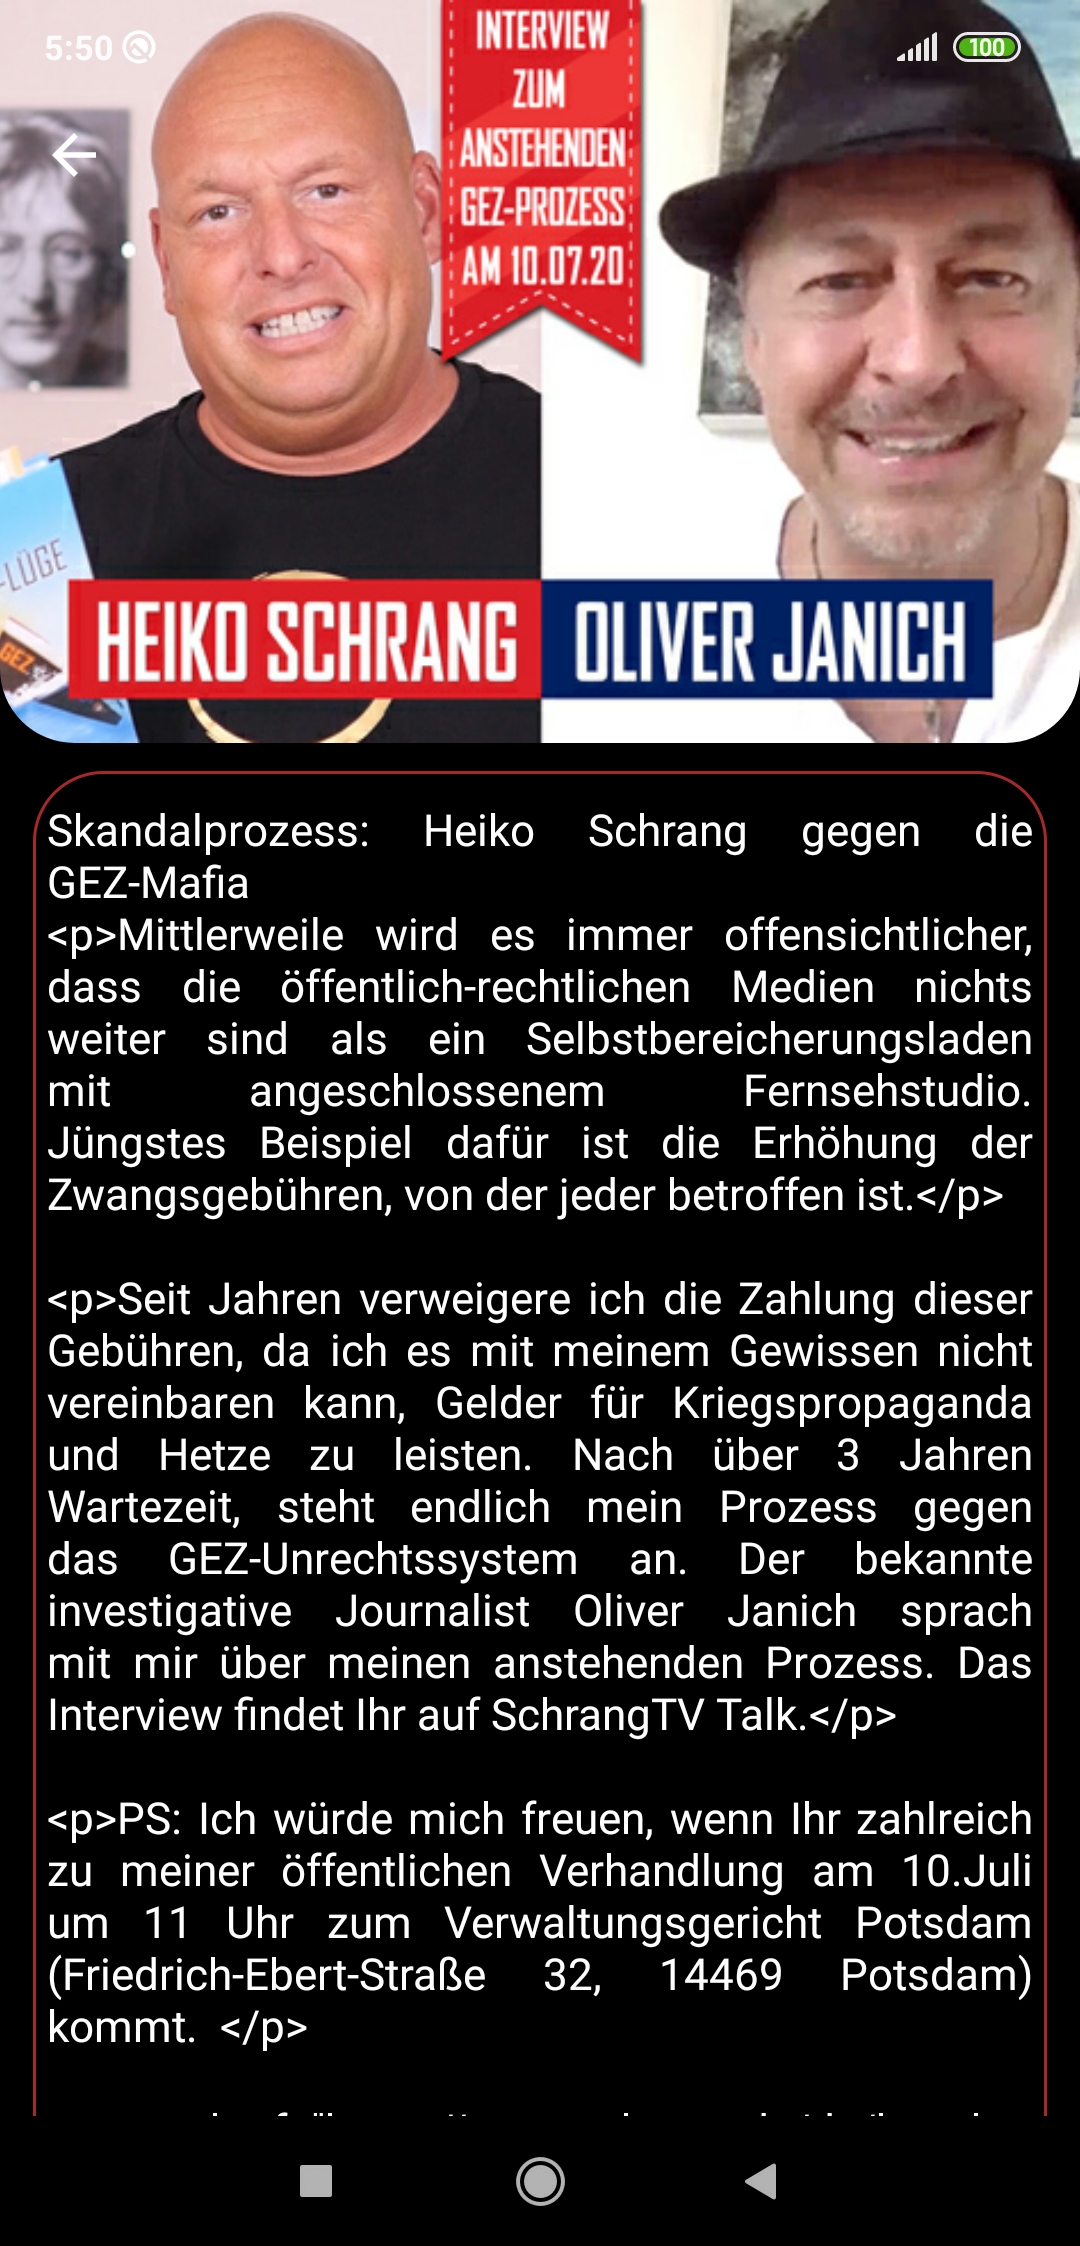 5:50
100
INTERVIEW
ZUM
ANSTEHENDEN
GEZ-PROZESS
AM 10.07.20
-LÜGE
GEZ
HEIKO SCHRANG
OLIVER JANICH
Skandalprozess: Heiko Schrang gegen die
GEZ-Mafia
<p>Mittlerweile wird es immer offensichtlicher,
dass die öffentlich-rechtlichen Medien nichts
weiter sind als ein Selbstbereicherungsladen
mit angeschlossenem Fernsehstudio.
Jüngstes Beispiel dafür ist die Erhöhung der
Zwangsgebühren, von der jeder betroffen ist.</p>
<p>Seit Jahren verweigere ich die Zahlung dieser
Gebühren, da ich es mit meinem Gewissen nicht
vereinbaren kann, Gelder für Kriegspropaganda
und Hetze zu leisten. Nach über 3 Jahren
Wartezeit, steht endlich mein Prozess gegen
das GEZ-Unrechtssystem an. Der bekannte
investigative Journalist Oliver Janich sprach
mit mir über meinen anstehenden Prozess. Das
Interview findet Ihr auf SchrangTV Talk.</p>
<p>PS: Ich würde mich freuen, wenn Ihr zahlreich
zu meiner öffentlichen Verhandlung am 10.Juli
um 11 Uhr zum Verwaltungsgericht Potsdam
(Friedrich-Ebert-Straße 32, 14469 Potsdam)
kommt. </p>